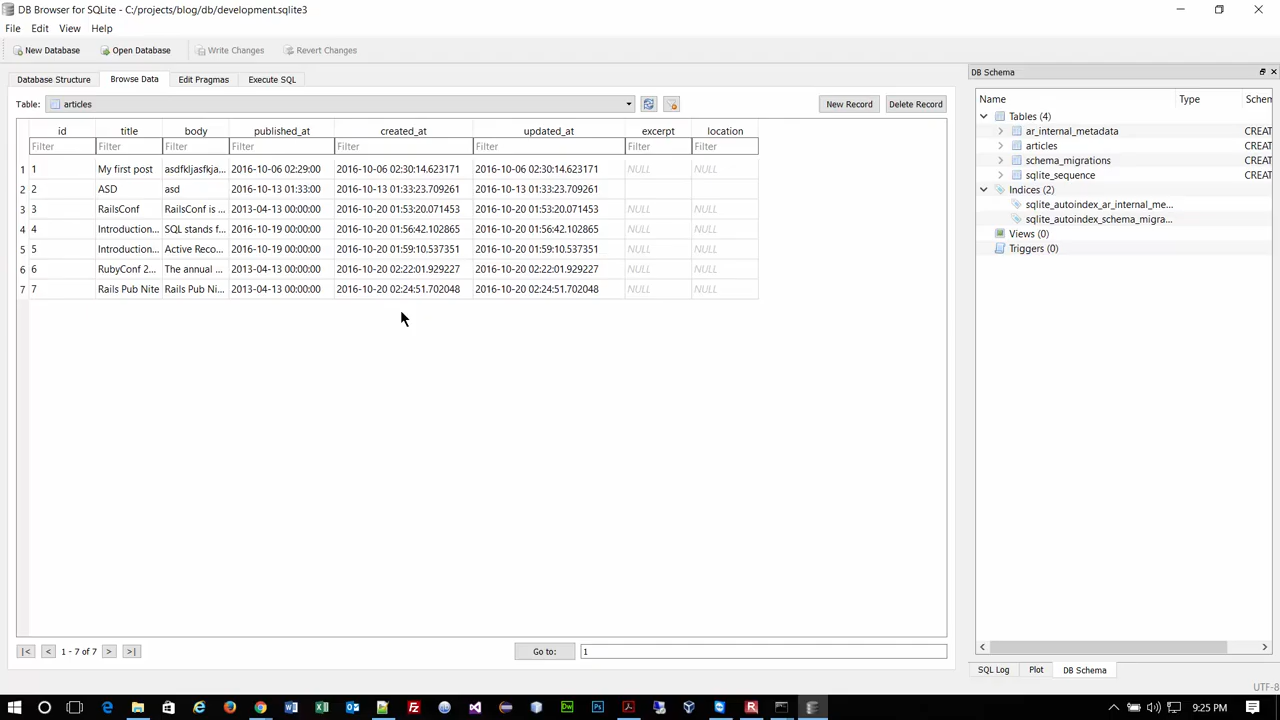 DB Browser for SQLite - C:/projects/blog/db/development.sqlite3
File Edit View Help
New Database Open Database Write Changes Revert Changes
Database Structure Browse Data Edit Pragmas Execute SQL
Table: articles New Record Delete Record
id title body published_at created_at updated_at excerpt location
Filter Filter Filter Filter Filter Filter Filter Filter
1 1 My first post asdfkljasfkja... 2016-10-06 02:29:00 2016-10-06 02:30:14.623171 2016-10-06 02:30:14.623171 NULL NULL
2 2 ASD asd 2016-10-13 01:33:00 2016-10-13 01:33:23.709261 2016-10-13 01:33:23.709261
3 3 RailsConf RailsConf is ... 2013-04-13 00:00:00 2016-10-20 01:53:20.071453 2016-10-20 01:53:20.071453 NULL NULL
4 4 Introduction... SQL stands f... 2016-10-19 00:00:00 2016-10-20 01:56:42.102865 2016-10-20 01:56:42.102865 NULL NULL
5 5 Introduction... Active Reco... 2016-10-19 00:00:00 2016-10-20 01:59:10.537351 2016-10-20 01:59:10.537351 NULL NULL
6 6 RubyConf 2... The annual ... 2013-04-13 00:00:00 2016-10-20 02:22:01.929227 2016-10-20 02:22:01.929227 NULL NULL
7 7 Rails Pub Nite Rails Pub Ni... 2013-04-13 00:00:00 2016-10-20 02:24:51.702048 2016-10-20 02:24:51.702048 NULL NULL
|< < 1 - 7 of 7 > >| Go to: 1
DB Schema
Name Type Schem
Tables (4)
ar_internal_metadata CREAT
articles CREAT
schema_migrations CREAT
sqlite_sequence CREAT
Indices (2)
sqlite_autoindex_ar_internal_me...
sqlite_autoindex_schema_migra...
Views (0)
Triggers (0)
SQL Log Plot DB Schema
UTF-8
9:25 PM